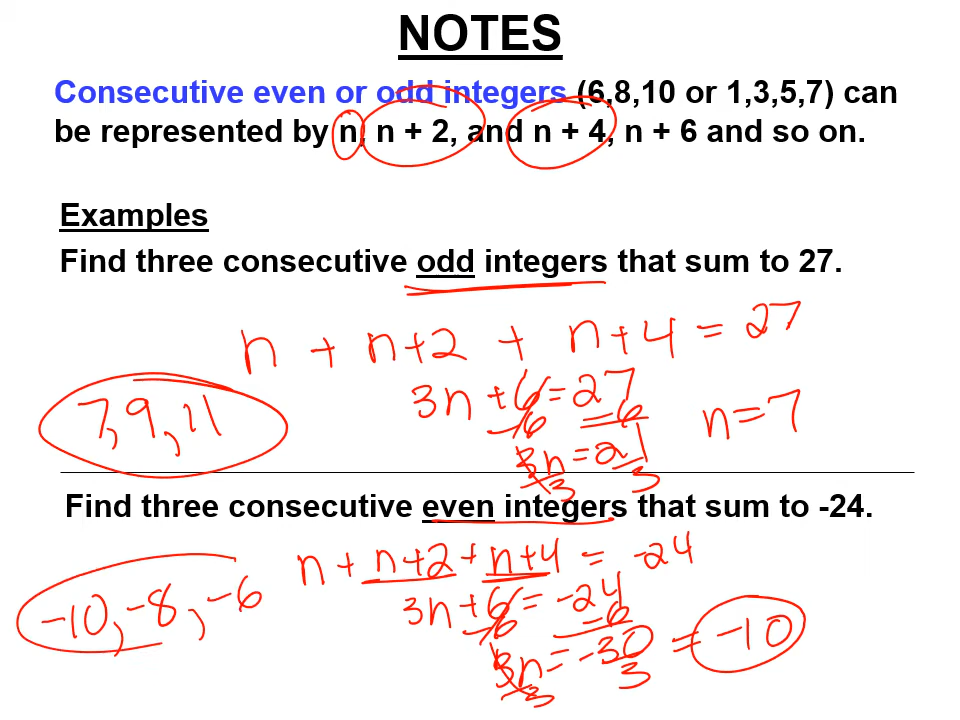 NOTES
Consecutive even or odd integers (6,8,10 or 1,3,5,7) can
be represented by n, n + 2, and n + 4, n + 6 and so on.
Examples
Find three consecutive odd integers that sum to 27.
n + n+2 + n+4 = 27
3n + 6 = 27
-6 -6
7, 9, 11
n = 7
3n = 21
3 3
Find three consecutive even integers that sum to -24.
n + n+2 + n+4 = -24
-10, -8, -6
3n + 6 = -24
-6 -6
3n = -30 = -10
3 3